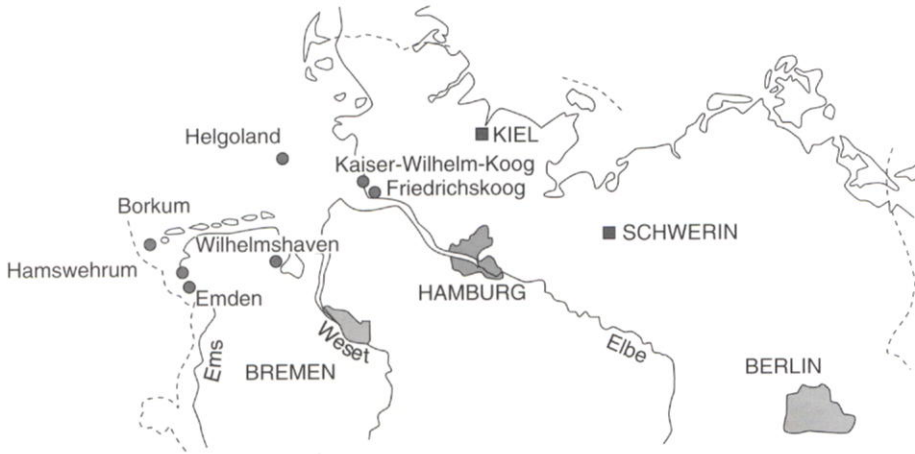 KIEL
Helgoland
Kaiser-Wilhelm-Koog
Friedrichskoog
Borkum
Wilhelmshaven
SCHWERIN
Hamswehrum
Emden
HAMBURG
Weset
Elbe
Ems
BREMEN
BERLIN